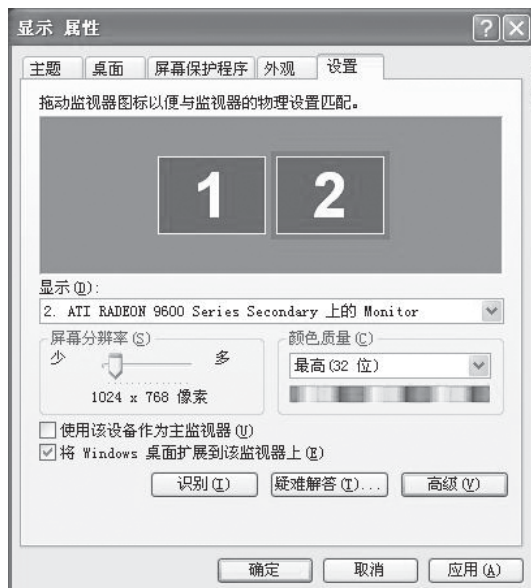 显示 属性
主题 桌面 屏幕保护程序 外观 设置
拖动监视器图标以便与监视器的物理设置匹配。
1 2
显示(D):
2. ATI RADEON 9600 Series Secondary 上的 Monitor
屏幕分辨率(S) 颜色质量(C)
少 多 最高(32 位)
1024 x 768 像素
使用该设备作为主监视器(U)
将 Windows 桌面扩展到该监视器上(E)
识别(I) 疑难解答(T)... 高级(V)
确定 取消 应用(A)